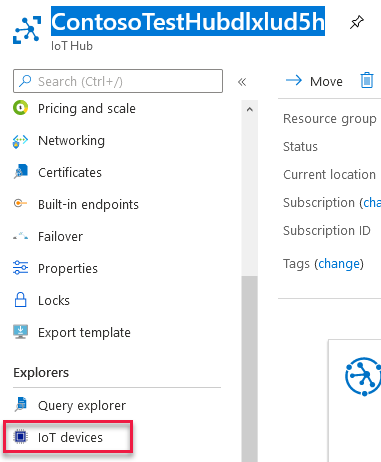 ContosoTestHubdlxlud5h
IoT Hub
Search (Ctrl+/)
«
Move
Pricing and scale
Networking
Certificates
Built-in endpoints
Failover
Properties
Locks
Export template
Explorers
Query explorer
IoT devices
Resource group
Status
Current location
Subscription (cha
Subscription ID
Tags (change)